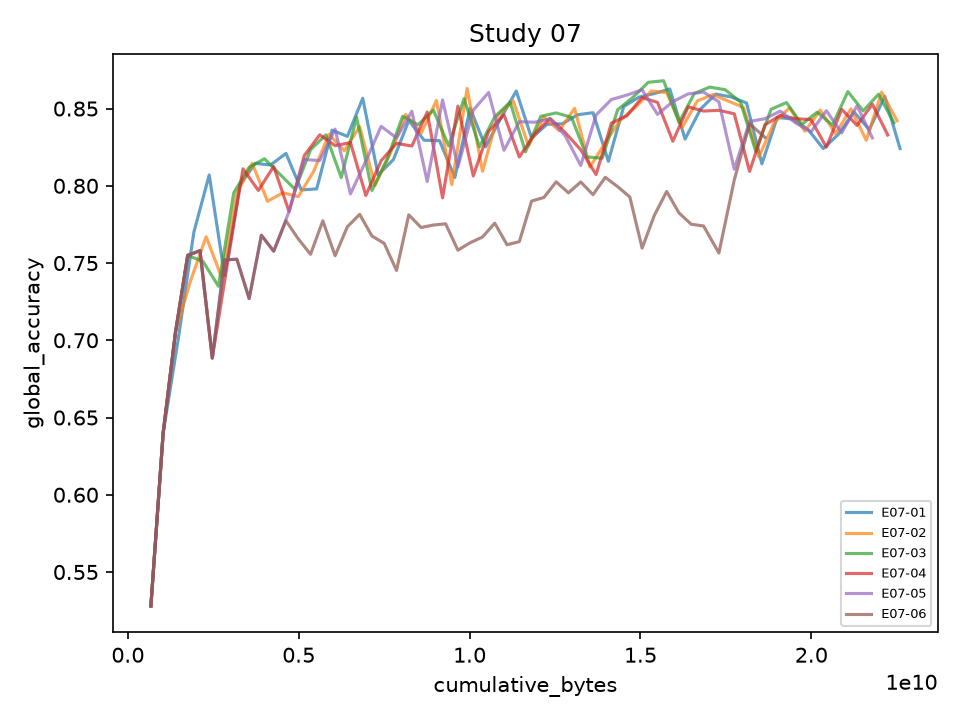 Study 07
global_accuracy
0.85
0.80
0.75
0.70
0.65
0.60
0.55
E07-01
E07-02
E07-03
E07-04
E07-05
E07-06
0.0 0.5 1.0 1.5 2.0
1e10
cumulative_bytes